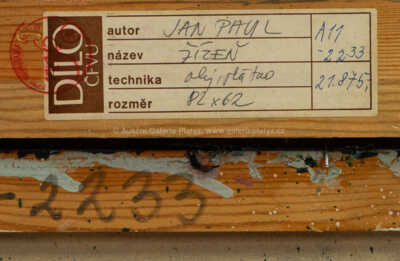 DÍLO
ČFVU
autor JAN PAUL A11
název ŽÍZEŇ -2233
technika olej, plátno 21.875,-
rozměr 82 x 62
© Aukční Galerie Platýz, www.galerieplatyz.cz
-2233